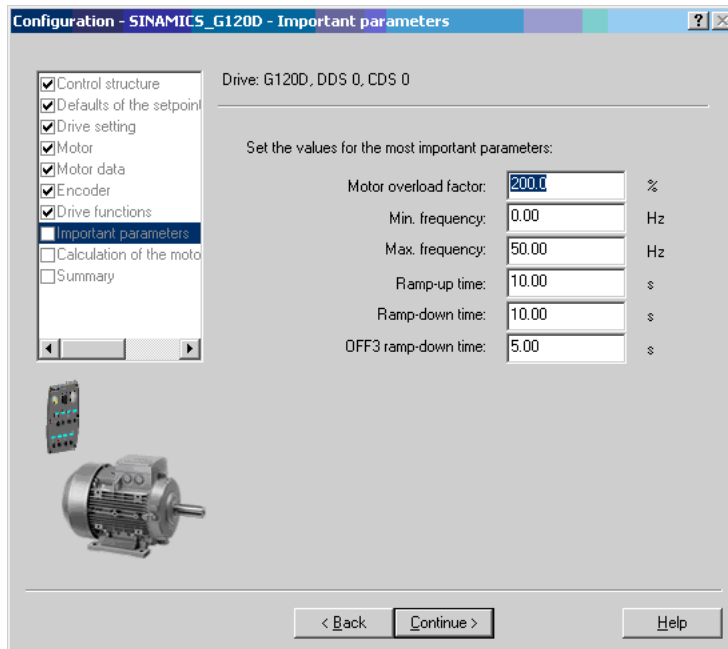 Configuration - SINAMICS_G120D - Important parameters
Control structure
Defaults of the setpoint
Drive setting
Motor
Motor data
Encoder
Drive functions
Important parameters
Calculation of the moto
Summary
Drive: G120D, DDS 0, CDS 0
Set the values for the most important parameters:
Motor overload factor: 200.0 %
Min. frequency: 0.00 Hz
Max. frequency: 50.00 Hz
Ramp-up time: 10.00 s
Ramp-down time: 10.00 s
OFF3 ramp-down time: 5.00 s
< Back Continue > Help